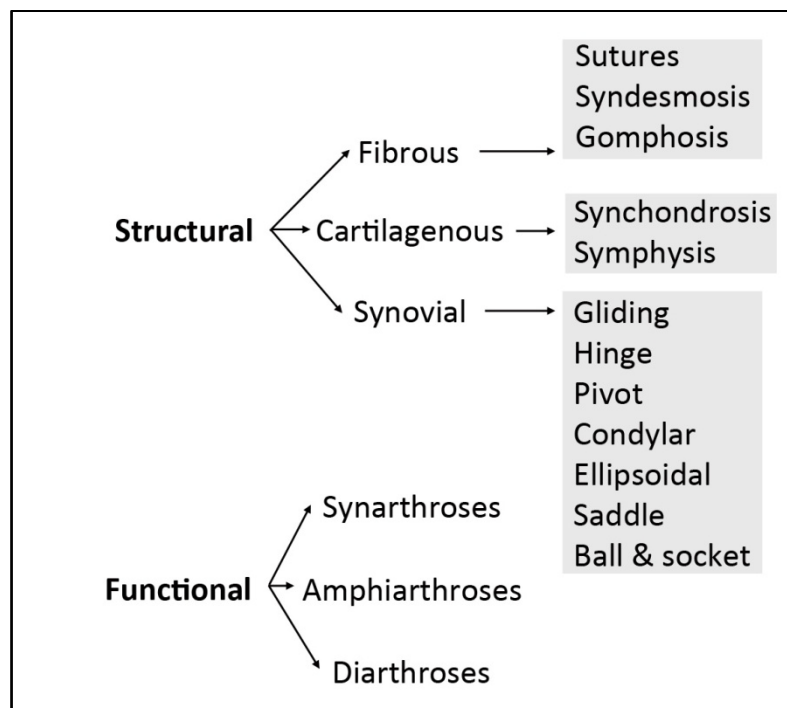 Structural
Fibrous
Sutures
Syndesmosis
Gomphosis
Cartilagenous
Synchondrosis
Symphysis
Synovial
Gliding
Hinge
Pivot
Condylar
Ellipsoidal
Saddle
Ball & socket
Functional
Synarthroses
Amphiarthroses
Diarthroses